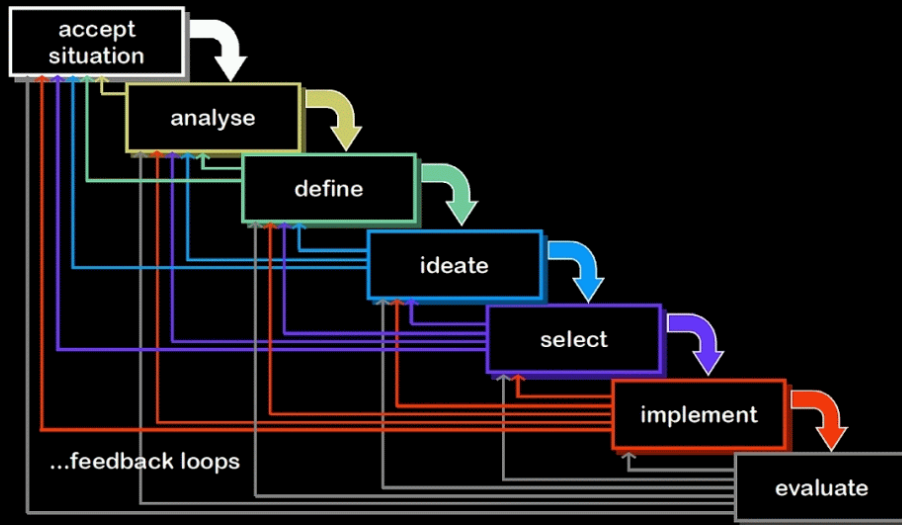 accept
situation
analyse
define
ideate
select
implement
...feedback loops
evaluate